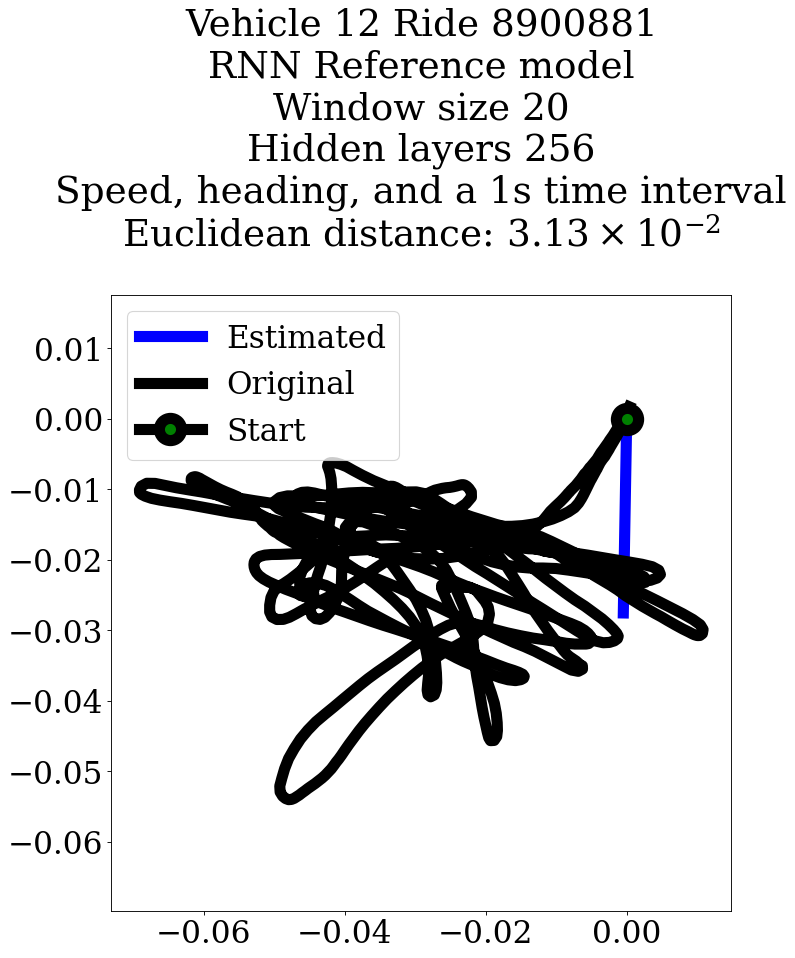 Vehicle 12 Ride 8900881
RNN Reference model
Window size 20
Hidden layers 256
Speed, heading, and a 1s time interval
Euclidean distance: 3.13 × 10⁻²
Estimated
Original
Start
0.01
0.00
−0.01
−0.02
−0.03
−0.04
−0.05
−0.06
−0.06 −0.04 −0.02 0.00